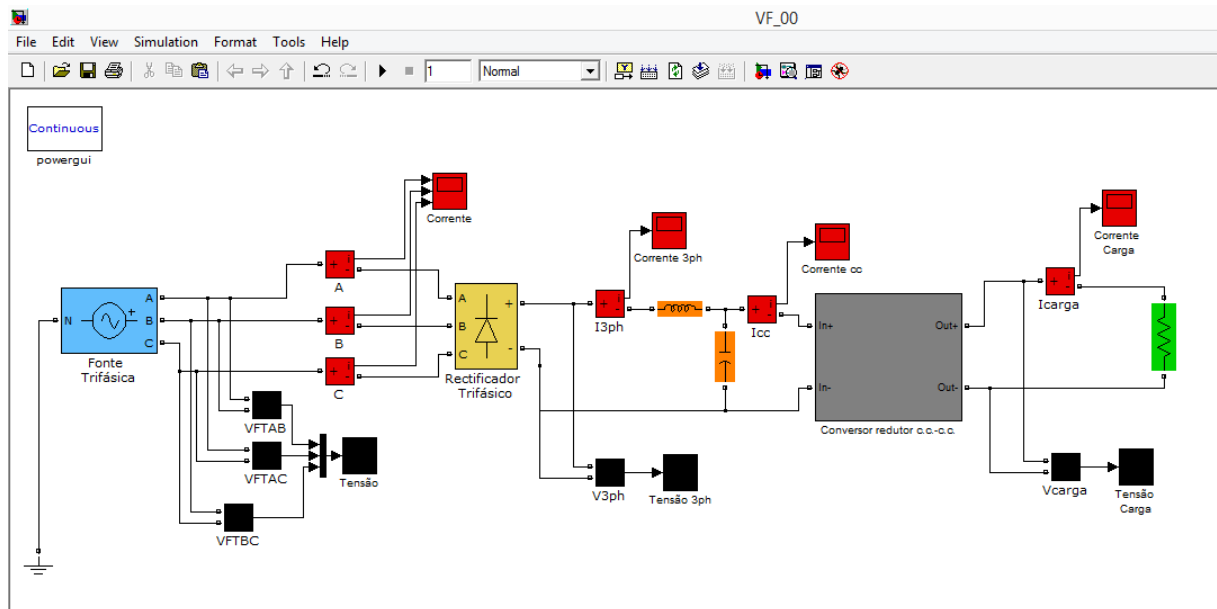 VF_00
File Edit View Simulation Format Tools Help
1 Normal
Continuous
powergui
Corrente
A
B
C
N
A
B
C
Fonte
Trifásica
A
B
C
+
-
Rectificador
Trifásico
VFTAB
VFTAC
VFTBC
Tensão
Corrente 3ph
I3ph
V3ph
Tensão 3ph
Corrente cc
Icc
In+
In-
Out+
Out-
Conversor redutor c.c.-c.c.
Corrente
Carga
Icarga
Vcarga
Tensão
Carga